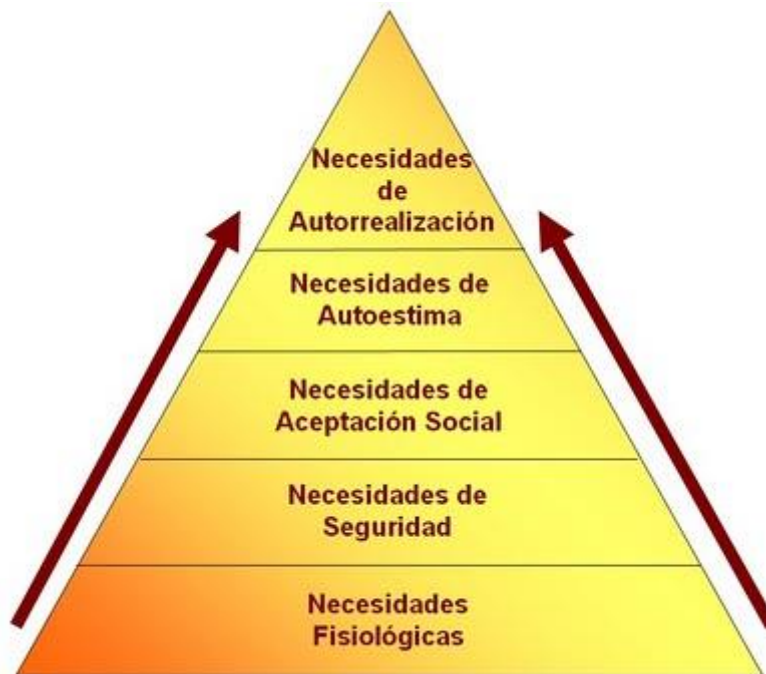 Necesidades
de
Autorrealización
Necesidades de
Autoestima
Necesidades de
Aceptación Social
Necesidades de
Seguridad
Necesidades
Fisiológicas